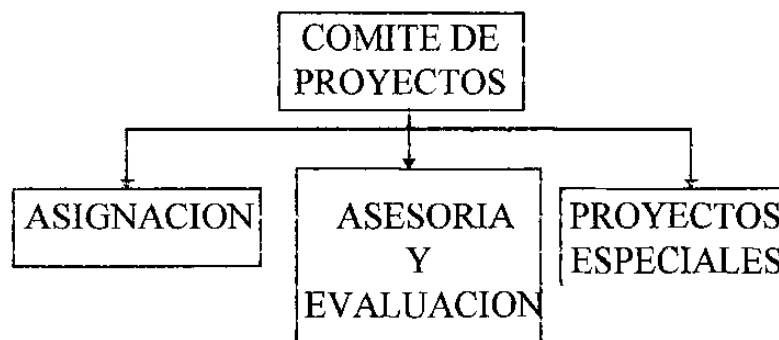 COMITE DE
PROYECTOS
ASIGNACION
ASESORIA
Y
EVALUACION
PROYECTOS
ESPECIALES